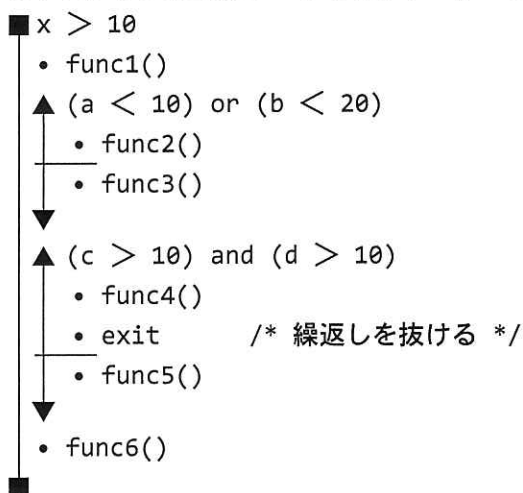 x > 10
• func1()
(a < 10) or (b < 20)
• func2()
• func3()
(c > 10) and (d > 10)
• func4()
• exit /* 繰返しを抜ける */
• func5()
• func6()